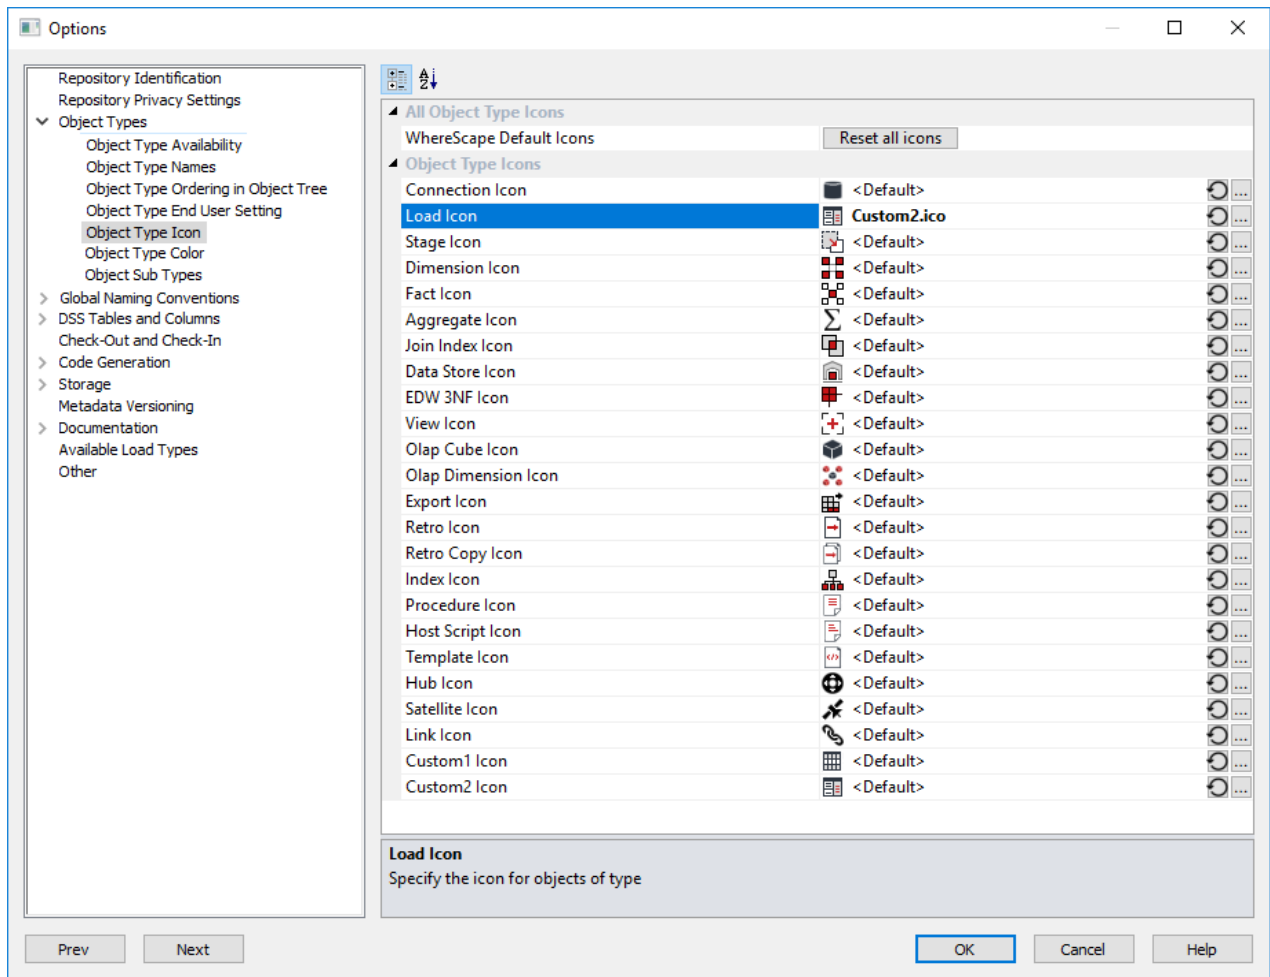 Options
Repository Identification
Repository Privacy Settings
Object Types
Object Type Availability
Object Type Names
Object Type Ordering in Object Tree
Object Type End User Setting
Object Type Icon
Object Type Color
Object Sub Types
Global Naming Conventions
DSS Tables and Columns
Check-Out and Check-In
Code Generation
Storage
Metadata Versioning
Documentation
Available Load Types
Other
All Object Type Icons
WhereScape Default Icons Reset all icons
Object Type Icons
Connection Icon <Default> ...
Load Icon Custom2.ico ...
Stage Icon <Default> ...
Dimension Icon <Default> ...
Fact Icon <Default> ...
Aggregate Icon <Default> ...
Join Index Icon <Default> ...
Data Store Icon <Default> ...
EDW 3NF Icon <Default> ...
View Icon <Default> ...
Olap Cube Icon <Default> ...
Olap Dimension Icon <Default> ...
Export Icon <Default> ...
Retro Icon <Default> ...
Retro Copy Icon <Default> ...
Index Icon <Default> ...
Procedure Icon <Default> ...
Host Script Icon <Default> ...
Template Icon <Default> ...
Hub Icon <Default> ...
Satellite Icon <Default> ...
Link Icon <Default> ...
Custom1 Icon <Default> ...
Custom2 Icon <Default> ...
Load Icon
Specify the icon for objects of type
Prev Next OK Cancel Help